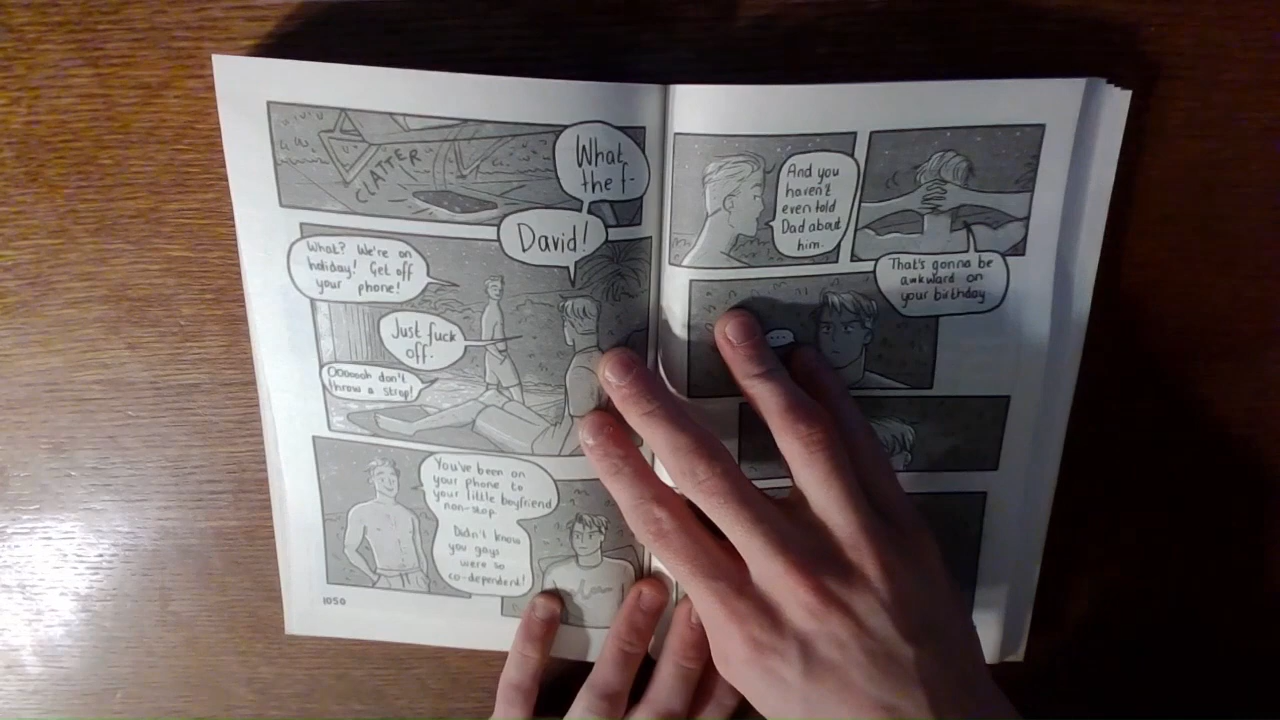 CLATTER
What
the f-
David!
What? We're on
holiday! Get off
your phone!
Just fuck
off.
Ooooooh don't
throw a strop!
You've been on
your phone to
your little boyfriend
non-stop.
Didn't know
you gays
were so
co-dependent!
1050
And you
haven't
even told
Dad about
him.
That's gonna be
awkward on
your birthday
...